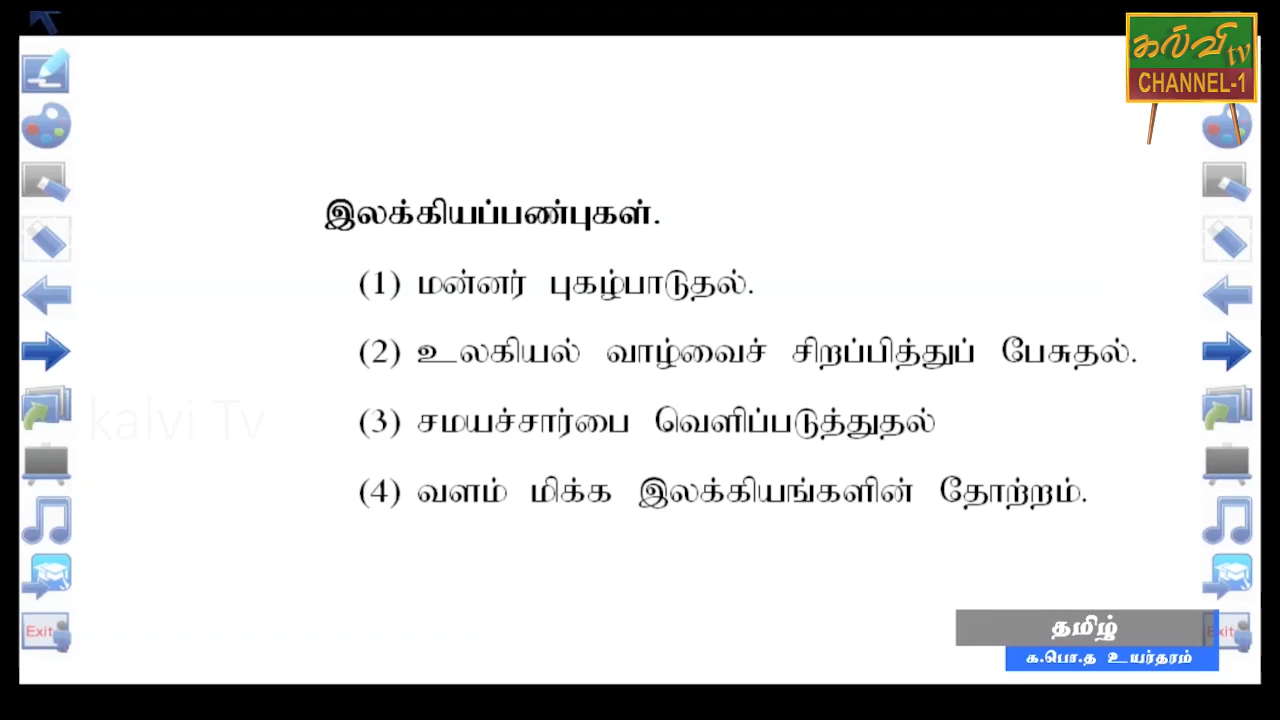 கல்வி tv
CHANNEL-1
இலக்கியப்பண்புகள்.
(1) மன்னர் புகழ்பாடுதல்.
(2) உலகியல் வாழ்வைச் சிறப்பித்துப் பேசுதல்.
(3) சமயச்சார்பை வெளிப்படுத்துதல்
kalvi Tv
(4) வளம் மிக்க இலக்கியங்களின் தோற்றம்.
தமிழ்
Exit
Exit
க.பொ.த உயர்தரம்